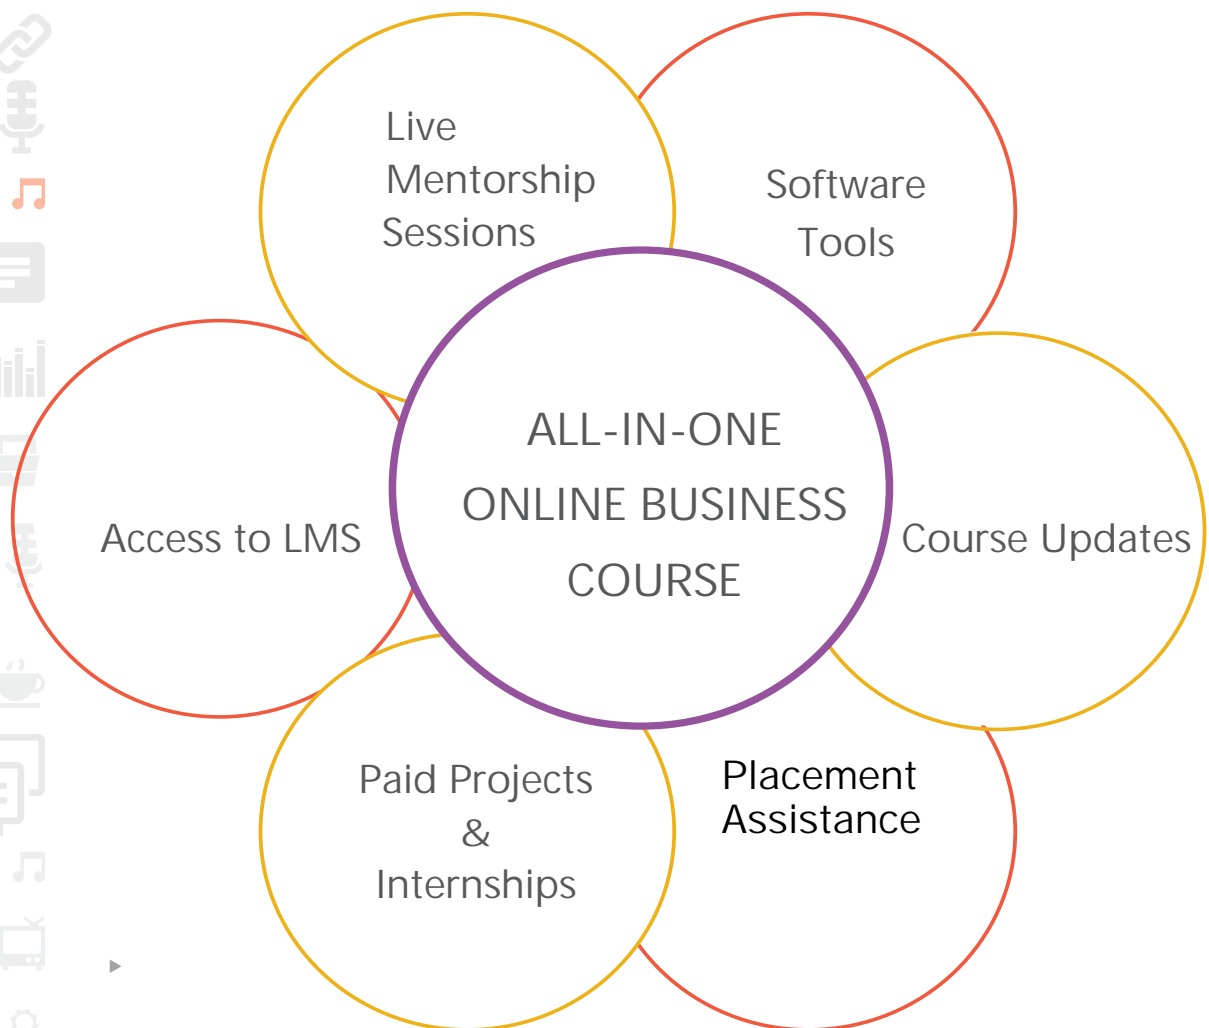 Live
Mentorship
Sessions
Software
Tools
ALL-IN-ONE
ONLINE BUSINESS
COURSE
Access to LMS
Course Updates
Paid Projects
&
Internships
Placement
Assistance